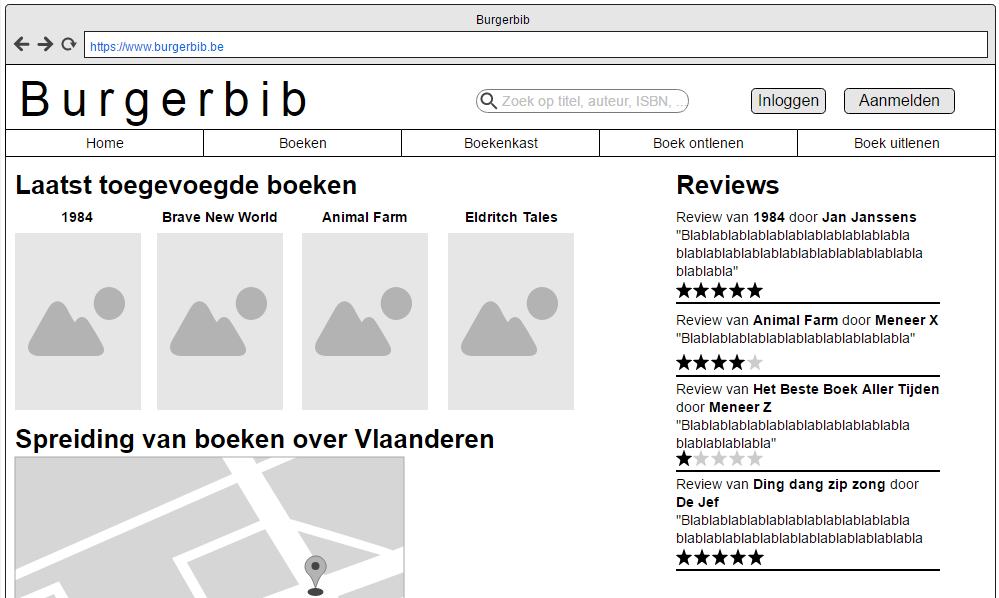 Burgerbib
https://www.burgerbib.be
Burgerbib
Zoek op titel, auteur, ISBN, ...
Inloggen
Aanmelden
Home
Boeken
Boekenkast
Boek ontlenen
Boek uitlenen
Laatst toegevoegde boeken
1984
Brave New World
Animal Farm
Eldritch Tales
Spreiding van boeken over Vlaanderen
Reviews
Review van 1984 door Jan Janssens
"Blablablablablablablablablablabla
blablablablablablablablablablablabla
blablabla"
Review van Animal Farm door Meneer X
"Blablablablablablablablablablabla"
Review van Het Beste Boek Aller Tijden
door Meneer Z
"Blablablablablablablablablablabla
blablablablabla"
Review van Ding dang zip zong door
De Jef
"Blablablablablablablablablablabla
blablablablablablablablablablablabla